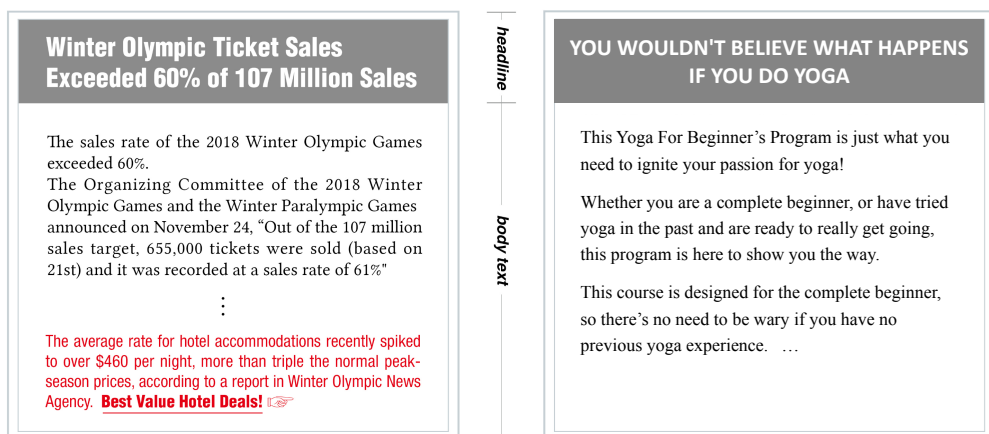 Winter Olympic Ticket Sales
Exceeded 60% of 107 Million Sales
The sales rate of the 2018 Winter Olympic Games
exceeded 60%.
The Organizing Committee of the 2018 Winter
Olympic Games and the Winter Paralympic Games
announced on November 24, “Out of the 107 million
sales target, 655,000 tickets were sold (based on
21st) and it was recorded at a sales rate of 61%"
⋮
The average rate for hotel accommodations recently spiked
to over $460 per night, more than triple the normal peak-
season prices, according to a report in Winter Olympic News
Agency. Best Value Hotel Deals! ☞
headline
body text
YOU WOULDN'T BELIEVE WHAT HAPPENS
IF YOU DO YOGA
This Yoga For Beginner’s Program is just what you
need to ignite your passion for yoga!
Whether you are a complete beginner, or have tried
yoga in the past and are ready to really get going,
this program is here to show you the way.
This course is designed for the complete beginner,
so there’s no need to be wary if you have no
previous yoga experience. …